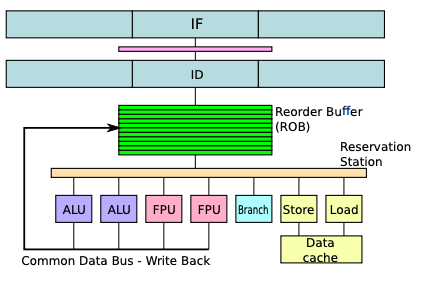 IF
ID
Reorder Buffer
(ROB)
Reservation
Station
ALU
ALU
FPU
FPU
Branch
Store
Load
Data
cache
Common Data Bus - Write Back